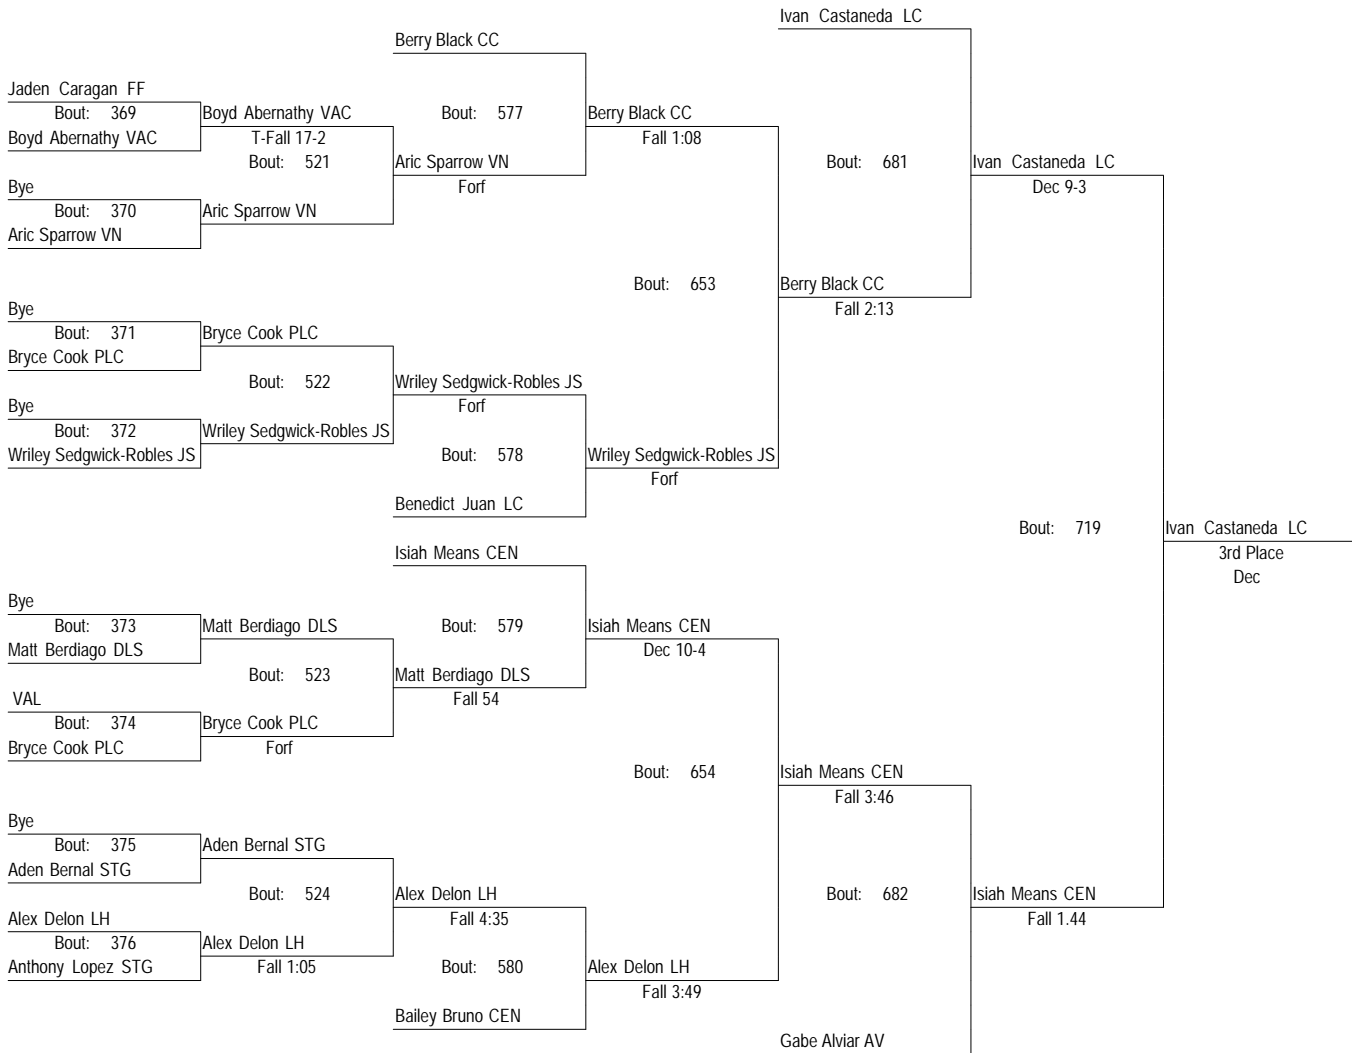 Ivan Castaneda LC
Berry Black CC
Jaden Caragan FF
Bout: 369
Boyd Abernathy VAC
Bout: 577
Berry Black CC
Boyd Abernathy VAC
T-Fall 17-2
Fall 1:08
Bout: 521
Aric Sparrow VN
Bout: 681
Ivan Castaneda LC
Bye
Forf
Dec 9-3
Bout: 370
Aric Sparrow VN
Aric Sparrow VN
Bout: 653
Berry Black CC
Bye
Fall 2:13
Bout: 371
Bryce Cook PLC
Bryce Cook PLC
Bout: 522
Wriley Sedgwick-Robles JS
Bye
Forf
Bout: 372
Wriley Sedgwick-Robles JS
Wriley Sedgwick-Robles JS
Bout: 578
Wriley Sedgwick-Robles JS
Forf
Benedict Juan LC
Bout: 719
Ivan Castaneda LC
Isiah Means CEN
3rd Place
Dec
Bye
Bout: 373
Matt Berdiago DLS
Bout: 579
Isiah Means CEN
Matt Berdiago DLS
Dec 10-4
Bout: 523
Matt Berdiago DLS
VAL
Fall 54
Bout: 374
Bryce Cook PLC
Bryce Cook PLC
Forf
Bout: 654
Isiah Means CEN
Fall 3:46
Bye
Bout: 375
Aden Bernal STG
Aden Bernal STG
Bout: 524
Alex Delon LH
Bout: 682
Isiah Means CEN
Alex Delon LH
Fall 4:35
Fall 1.44
Bout: 376
Alex Delon LH
Anthony Lopez STG
Fall 1:05
Bout: 580
Alex Delon LH
Fall 3:49
Bailey Bruno CEN
Gabe Alviar AV